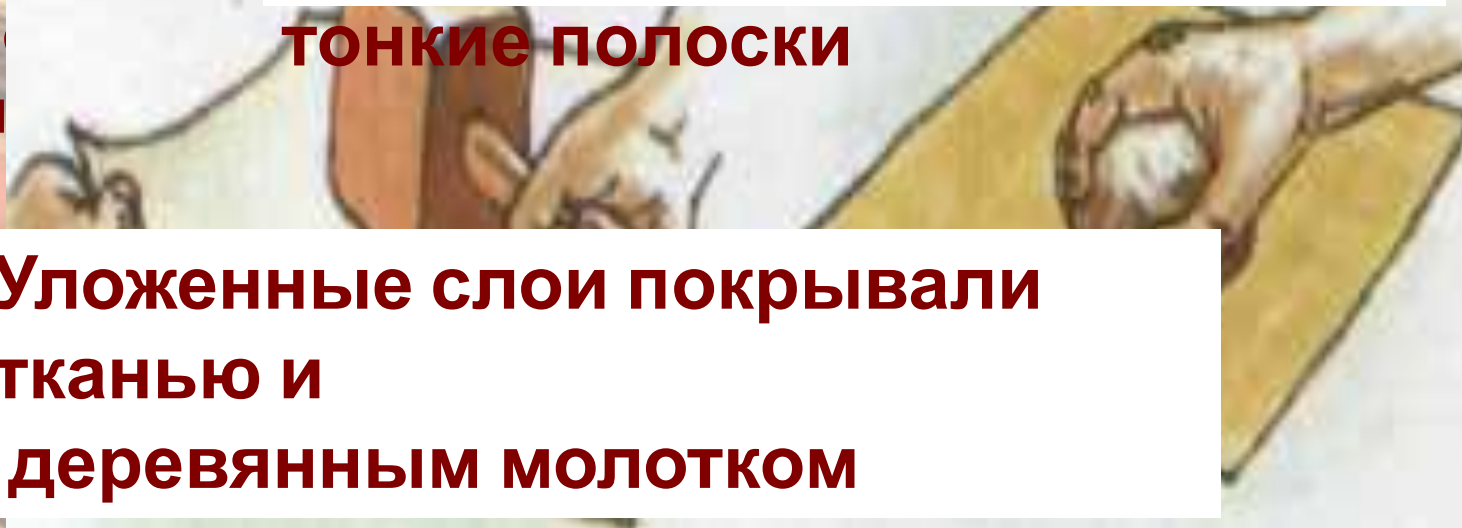 тонкие полоски
Уложенные слои покрывали
тканью и
деревянным молотком